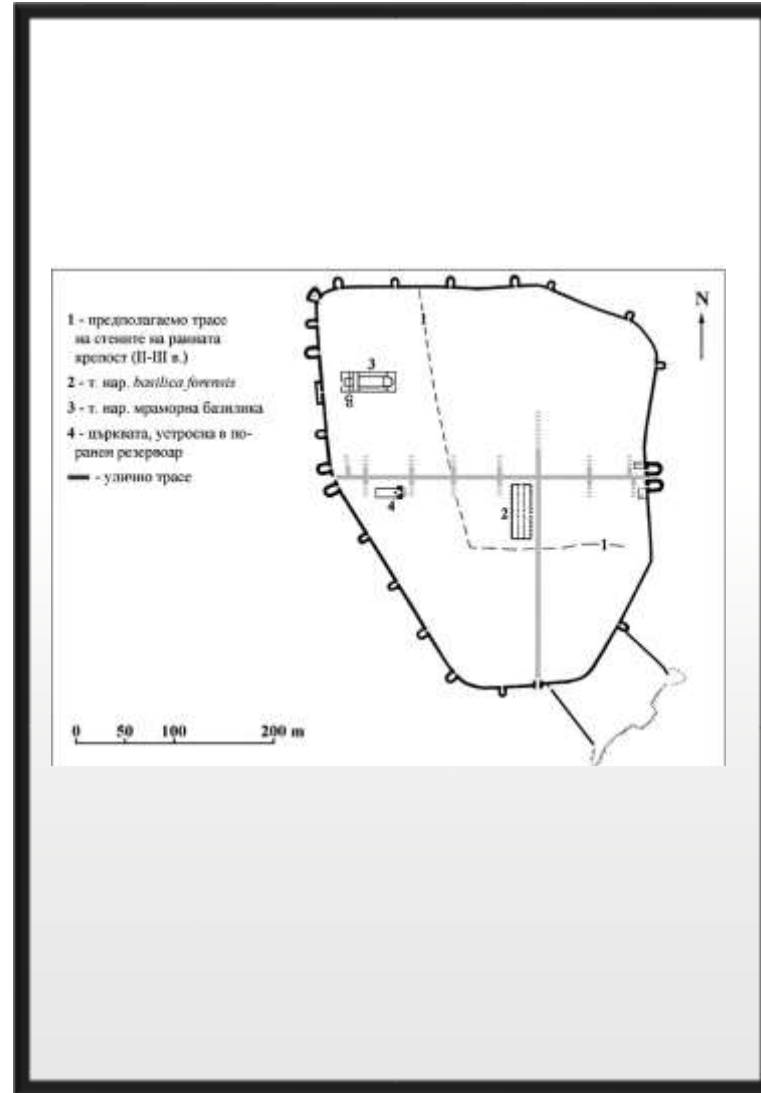 1 - предполагаемо трасе
на стените на ранната
крепост (II-III в.)
2 - т. нар. basilica forensis
3 - т. нар. мраморна базилика
4 - църквата, устроена в по-
ранен резервоар
- улично трасе
N
1
3
4
2
1
0 50 100 200 m